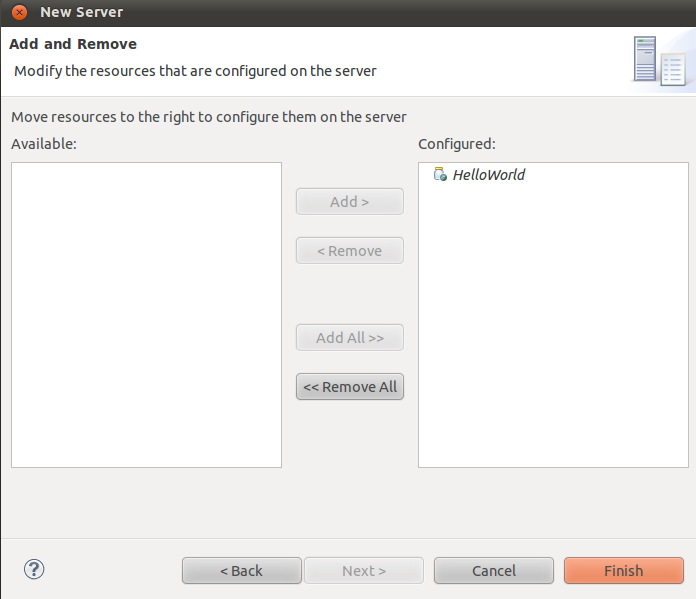 New Server
Add and Remove
Modify the resources that are configured on the server
Move resources to the right to configure them on the server
Available:
Configured:
HelloWorld
Add >
< Remove
Add All >>
<< Remove All
?
< Back
Next >
Cancel
Finish